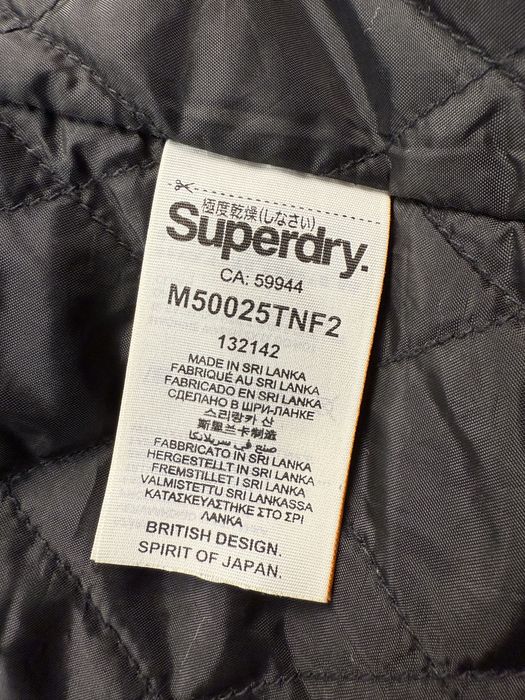 極度乾燥(しなさい)
Superdry.
CA: 59944
M50025TNF2
132142
MADE IN SRI LANKA
FABRIQUÉ AU SRI LANKA
FABRICADO EN SRI LANKA
СДЕЛАНО В ШРИ-ЛАНКЕ
스리랑카 산
斯里兰卡制造
صنع في سريلانكا
FABBRICATO IN SRI LANKA
HERGESTELLT IN SRI LANKA
FREMSTILLET I SRI LANKA
VALMISTETTU SRI LANKASSA
ΚΑΤΑΣΚΕΥΑΣΤΗΚΕ ΣΤΟ ΣΡΙ
ΛΑΝΚΑ
BRITISH DESIGN.
SPIRIT OF JAPAN.